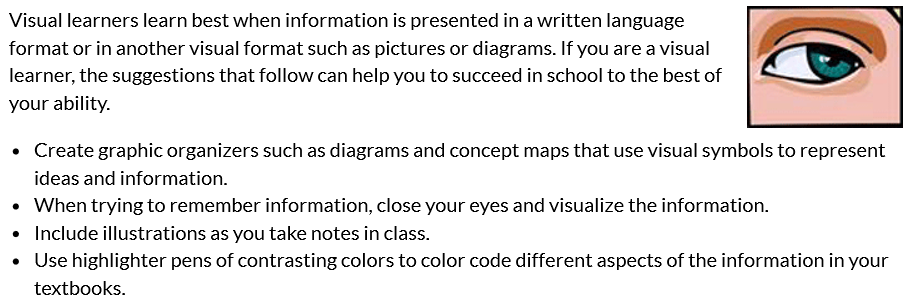 Visual learners learn best when information is presented in a written language
format or in another visual format such as pictures or diagrams. If you are a visual
learner, the suggestions that follow can help you to succeed in school to the best of
your ability.
• Create graphic organizers such as diagrams and concept maps that use visual symbols to represent
ideas and information.
• When trying to remember information, close your eyes and visualize the information.
• Include illustrations as you take notes in class.
• Use highlighter pens of contrasting colors to color code different aspects of the information in your
textbooks.